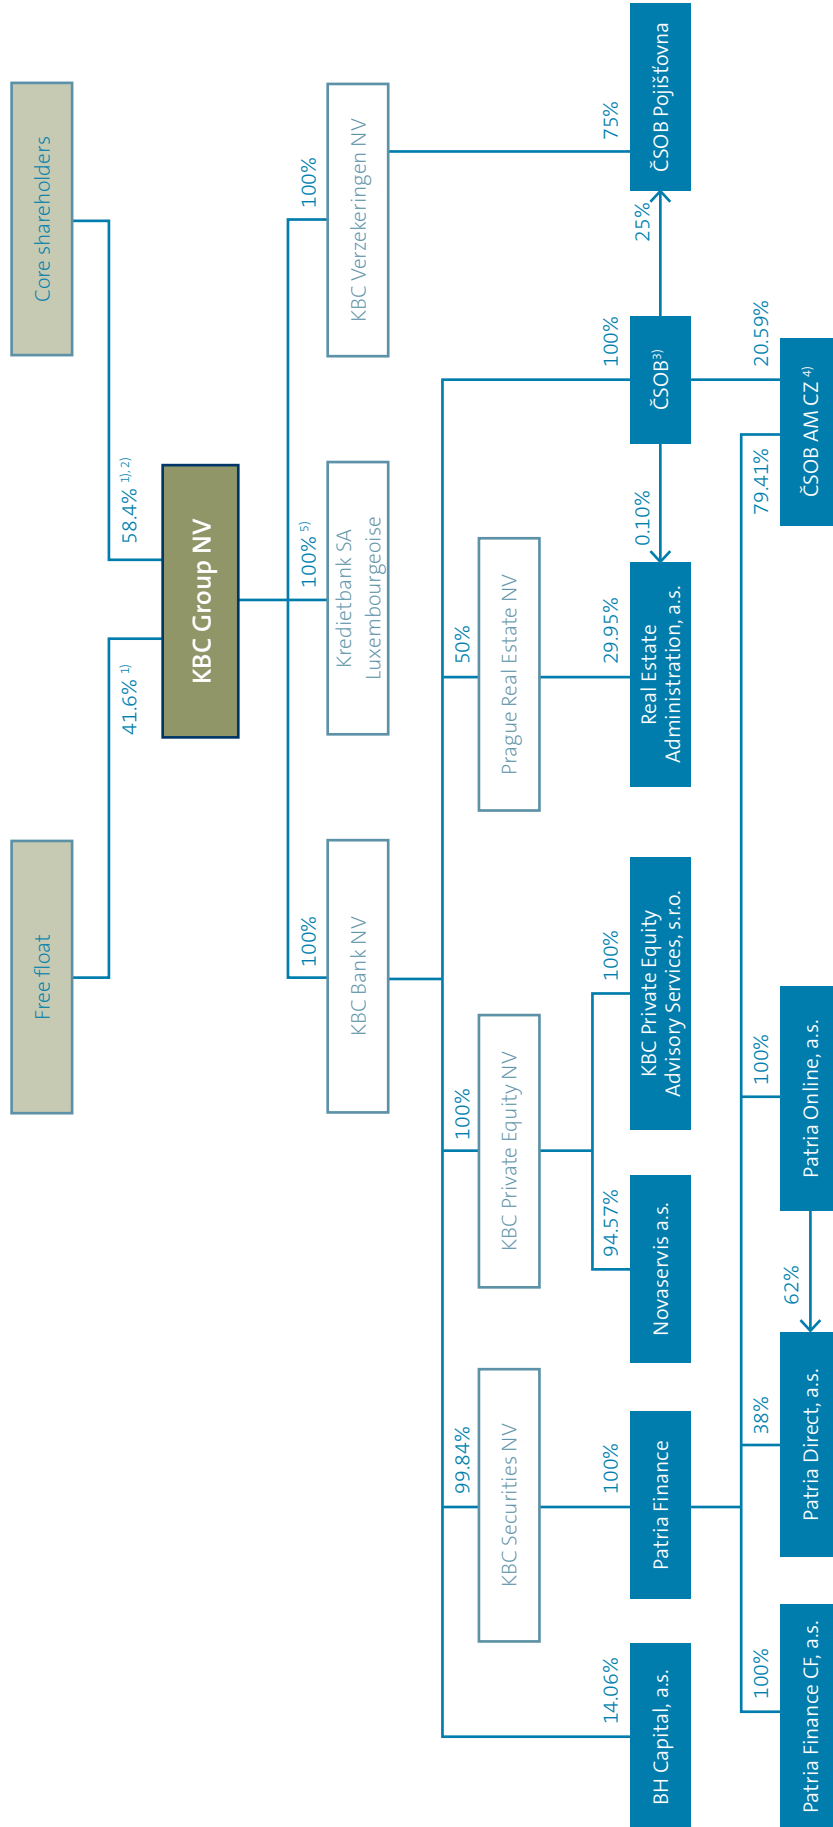 Free float
Core shareholders
41.6% 1)
58.4% 1), 2)
KBC Group NV
100%
100% 5)
100%
KBC Bank NV
Kredietbank SA
Luxembourgeoise
KBC Verzekeringen NV
99.84%
100%
50%
KBC Securities NV
KBC Private Equity NV
Prague Real Estate NV
14.06%
100%
94.57%
100%
29.95%
0.10%
100%
25%
75%
BH Capital, a.s.
Patria Finance
Novaservis a.s.
KBC Private Equity
Advisory Services, s.r.o.
Real Estate
Administration, a.s.
ČSOB3)
ČSOB Pojišťovna
100%
38%
62%
100%
79.41%
20.59%
Patria Finance CF, a.s.
Patria Direct, a.s.
Patria Online, a.s.
ČSOB AM CZ 4)